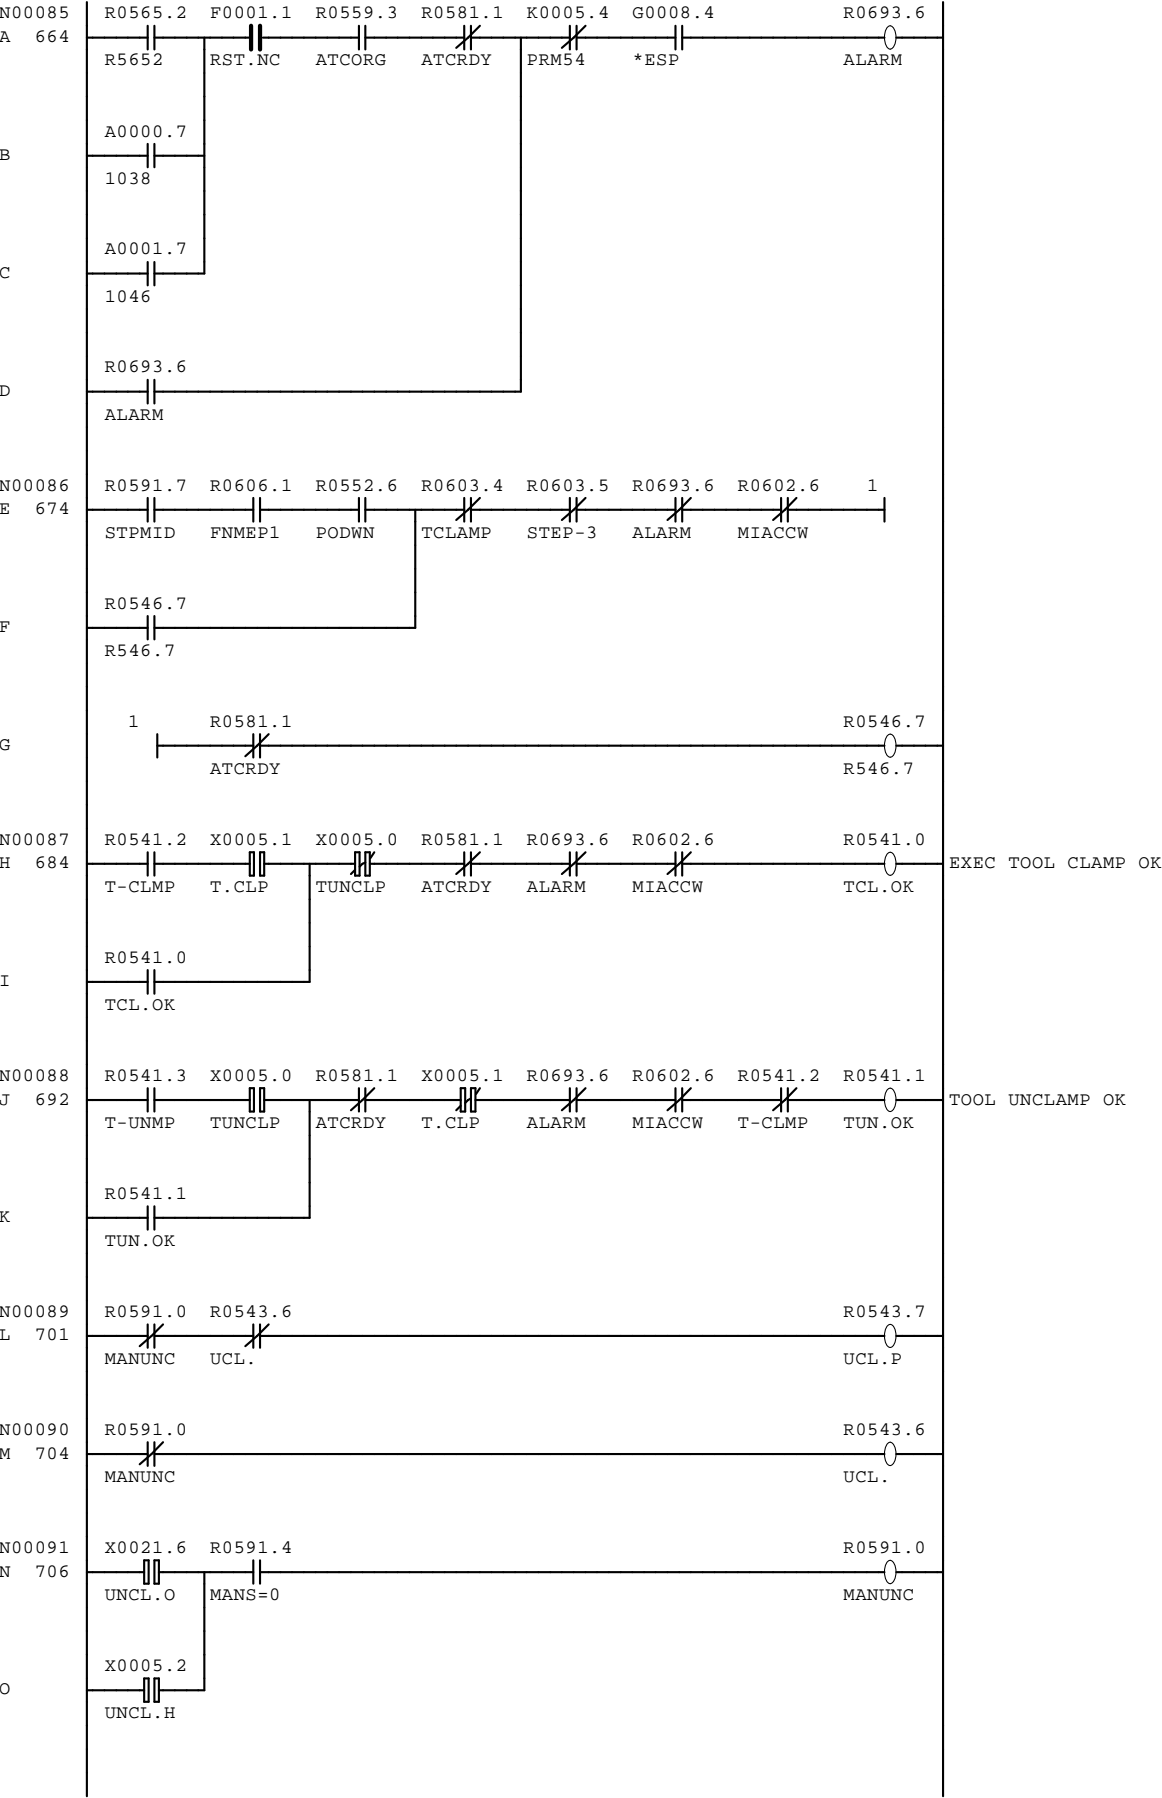 N00085 R0565.2 F0001.1 R0559.3 R0581.1 K0005.4 G0008.4 R0693.6
A 664
R5652 RST.NC ATCORG ATCRDY PRM54 *ESP ALARM
A0000.7
B
1038
A0001.7
C
1046
R0693.6
D
ALARM
N00086 R0591.7 R0606.1 R0552.6 R0603.4 R0603.5 R0693.6 R0602.6 1
E 674
STPMID FNMEP1 PODWN TCLAMP STEP-3 ALARM MIACCW
R0546.7
F
R546.7
1 R0581.1 R0546.7
G
ATCRDY R546.7
N00087 R0541.2 X0005.1 X0005.0 R0581.1 R0693.6 R0602.6 R0541.0
H 684 EXEC TOOL CLAMP OK
T-CLMP T.CLP TUNCLP ATCRDY ALARM MIACCW TCL.OK
R0541.0
I
TCL.OK
N00088 R0541.3 X0005.0 R0581.1 X0005.1 R0693.6 R0602.6 R0541.2 R0541.1
J 692 TOOL UNCLAMP OK
T-UNMP TUNCLP ATCRDY T.CLP ALARM MIACCW T-CLMP TUN.OK
R0541.1
K
TUN.OK
N00089 R0591.0 R0543.6 R0543.7
L 701
MANUNC UCL. UCL.P
N00090 R0591.0 R0543.6
M 704
MANUNC UCL.
N00091 X0021.6 R0591.4 R0591.0
N 706
UNCL.O MANS=0 MANUNC
X0005.2
O
UNCL.H